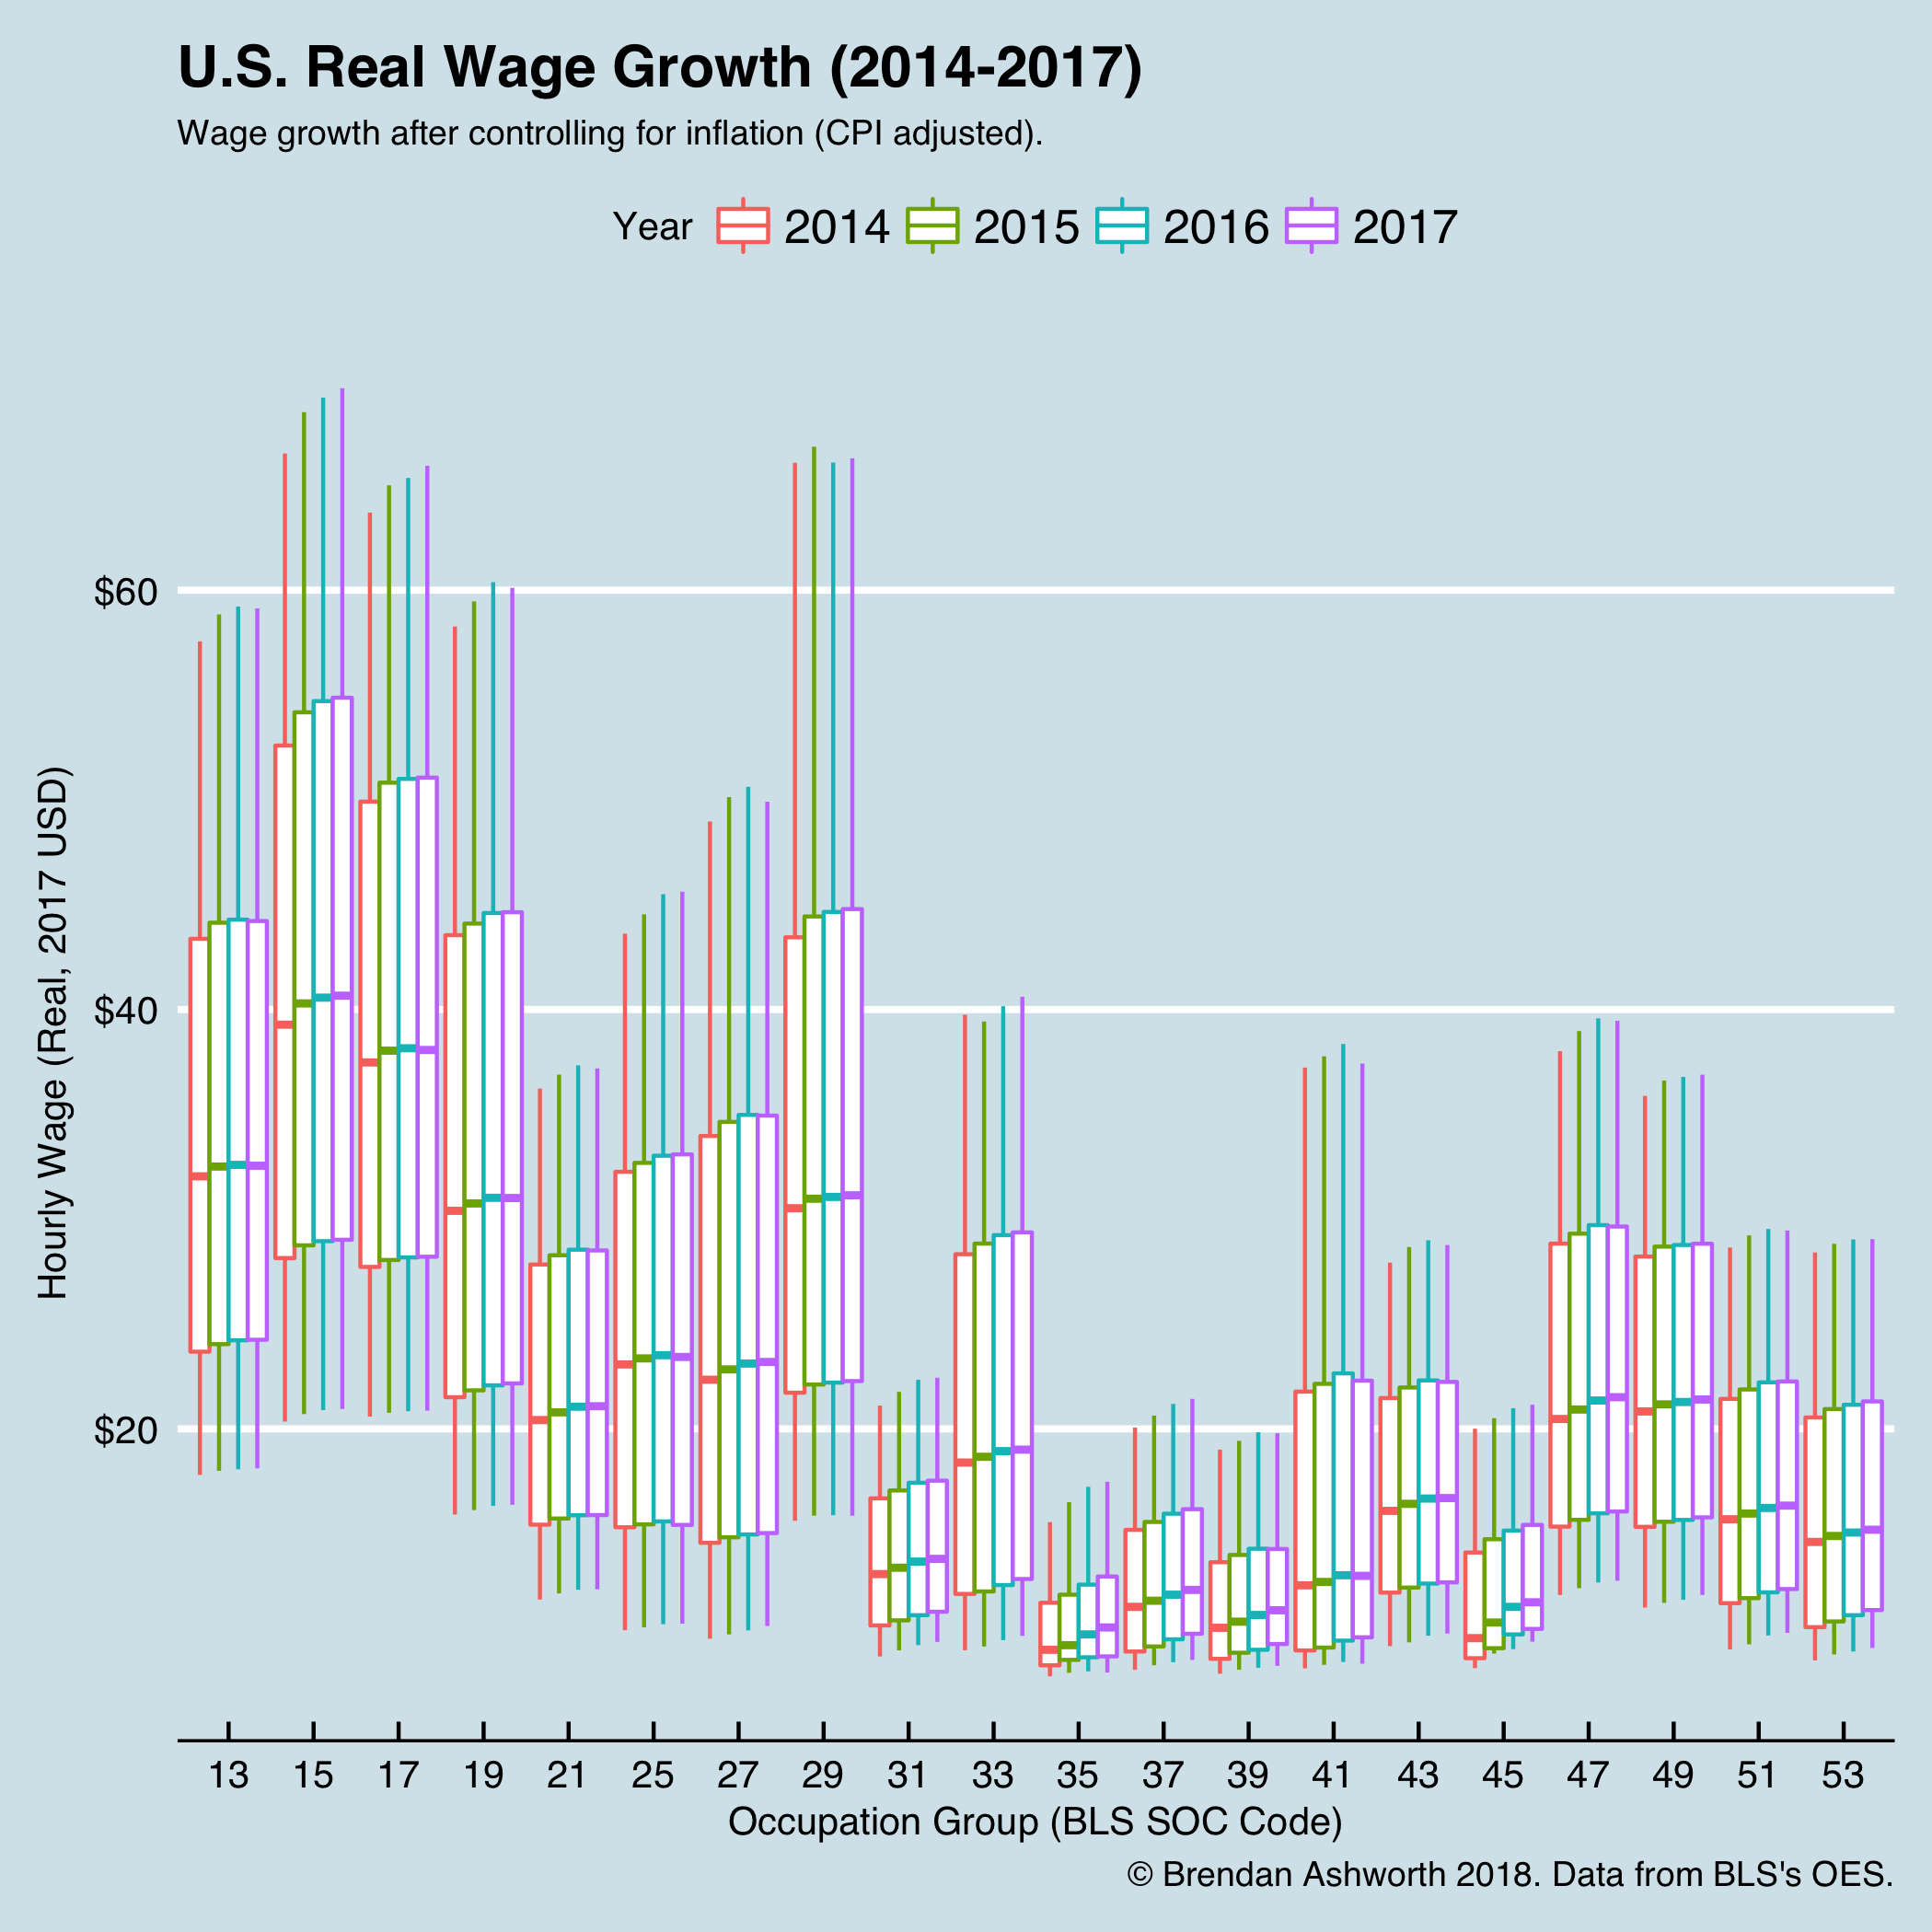 U.S. Real Wage Growth (2014-2017)
Wage growth after controlling for inflation (CPI adjusted).
Year 2014 2015 2016 2017
Hourly Wage (Real, 2017 USD)
$60
$40
$20
13 15 17 19 21 25 27 29 31 33 35 37 39 41 43 45 47 49 51 53
Occupation Group (BLS SOC Code)
© Brendan Ashworth 2018. Data from BLS's OES.